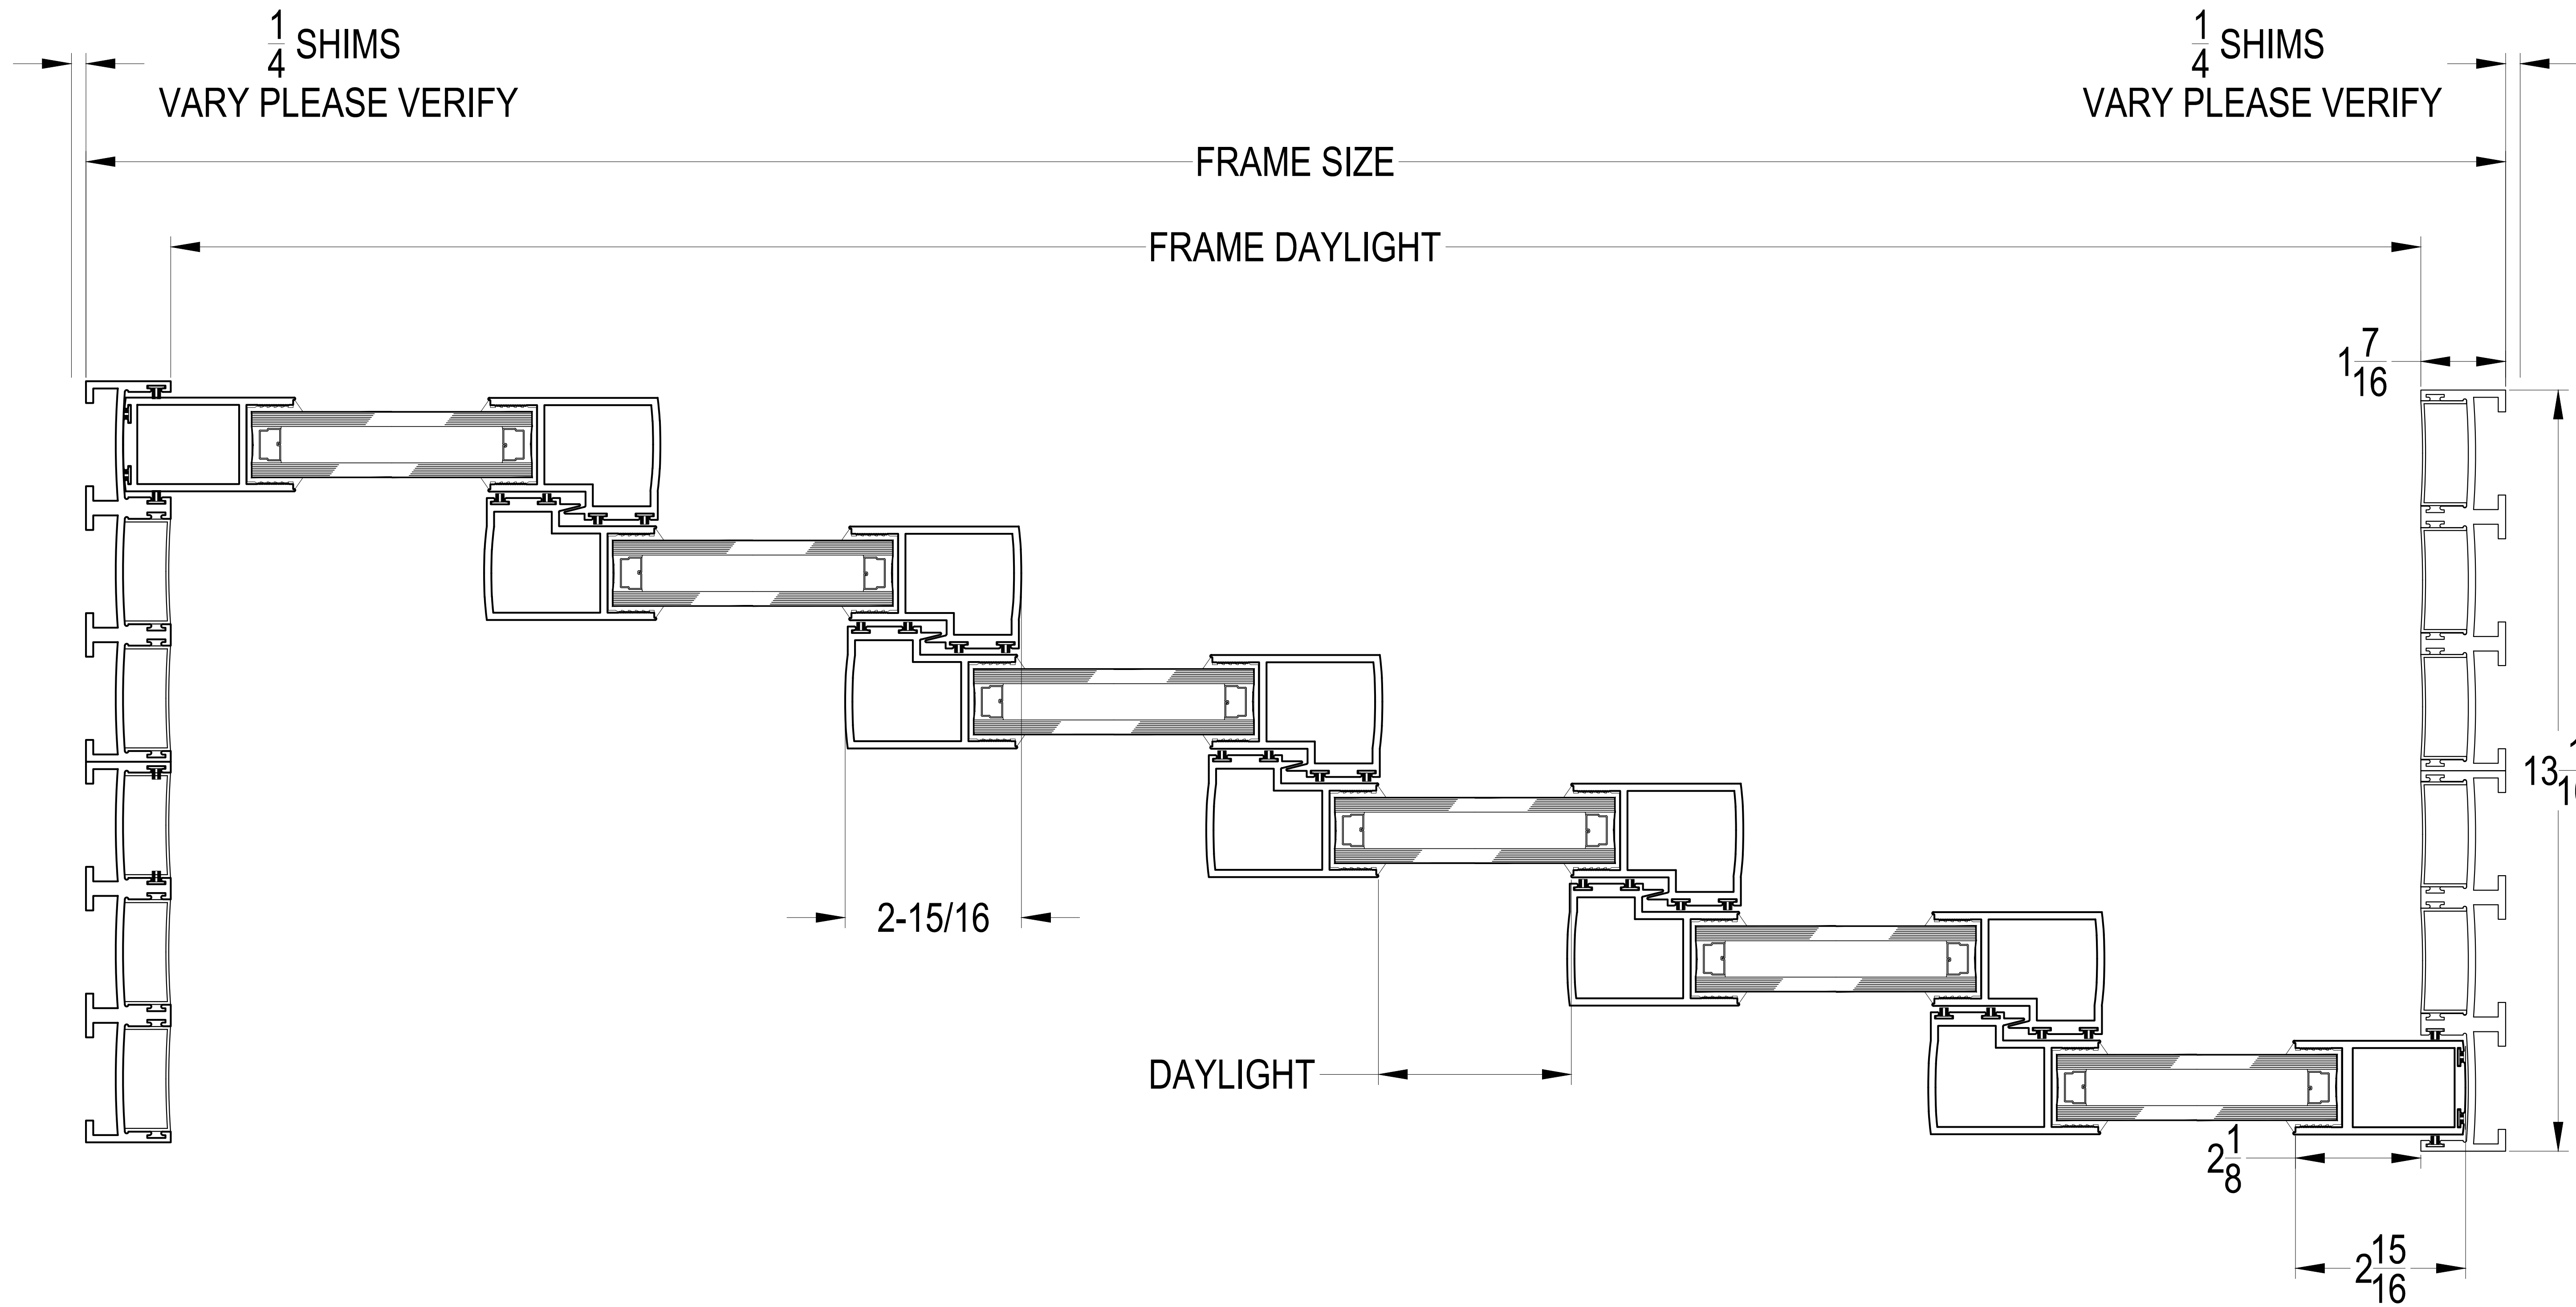 1/4 SHIMS
VARY PLEASE VERIFY
1/4 SHIMS
VARY PLEASE VERIFY
FRAME SIZE
FRAME DAYLIGHT
1 7/16
13
2-15/16
DAYLIGHT
2 1/8
2 15/16